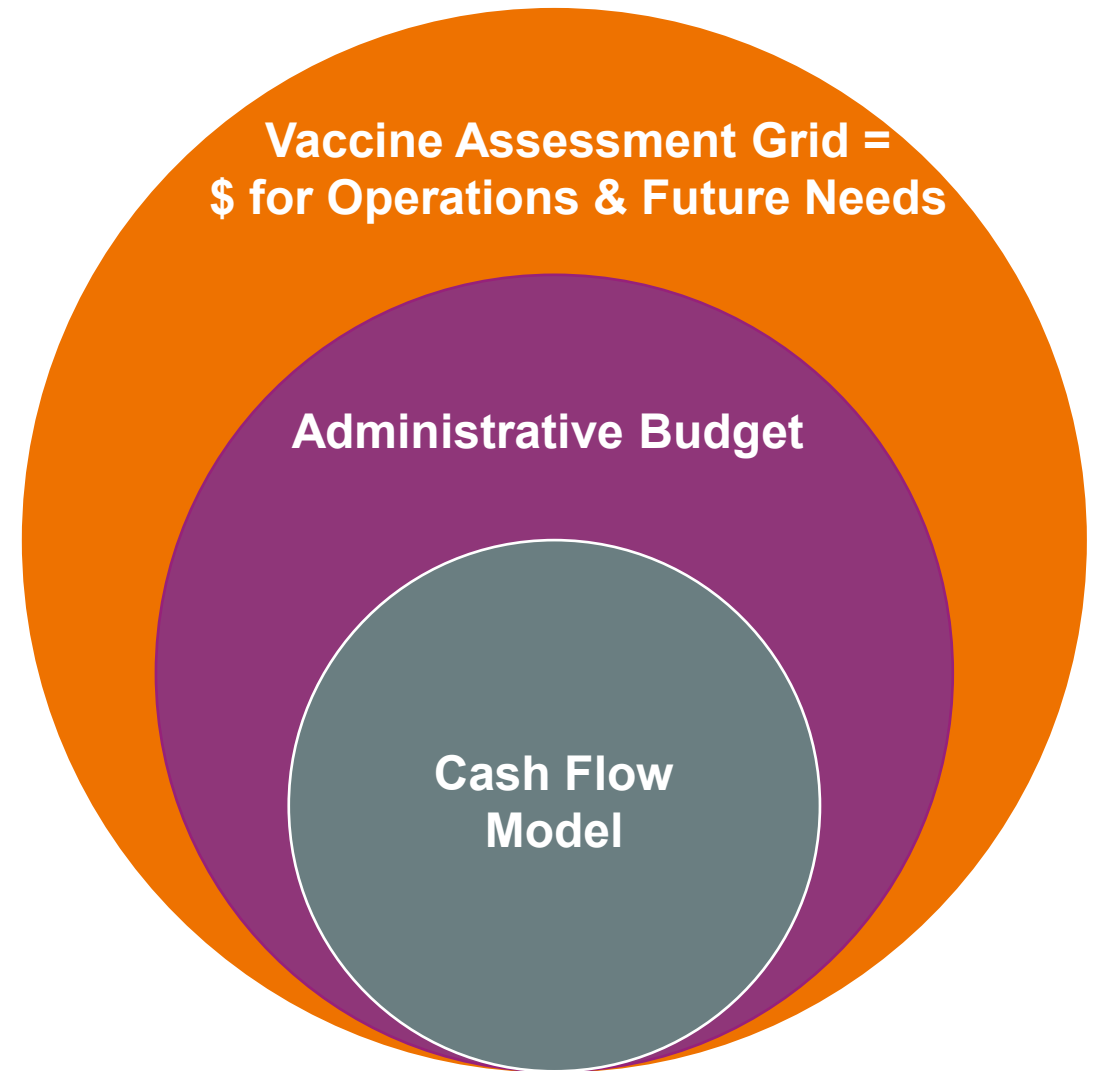 Vaccine Assessment Grid =
$ for Operations & Future Needs
Administrative Budget
Cash Flow
Model